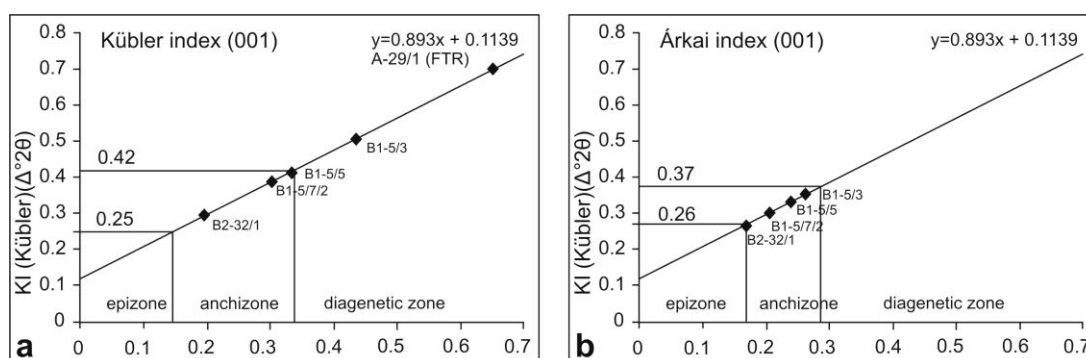 Kübler index (001)
y=0.893x + 0.1139
A-29/1 (FTR)
KI (Kübler)(Δ°2θ)
0.8
0.7
0.6
0.5
0.4
0.3
0.2
0.1
0
0.42
0.25
B1-5/3
B1-5/5
B1-5/7/2
B2-32/1
epizone
anchizone
diagenetic zone
0 0.1 0.2 0.3 0.4 0.5 0.6 0.7
a
Árkai index (001)
y=0.893x + 0.1139
KI (Kübler)(Δ°2θ)
0.8
0.7
0.6
0.5
0.4
0.3
0.2
0.1
0
0.37
0.26
B1-5/3
B1-5/5
B1-5/7/2
B2-32/1
epizone
anchizone
diagenetic zone
0 0.1 0.2 0.3 0.4 0.5 0.6 0.7
b